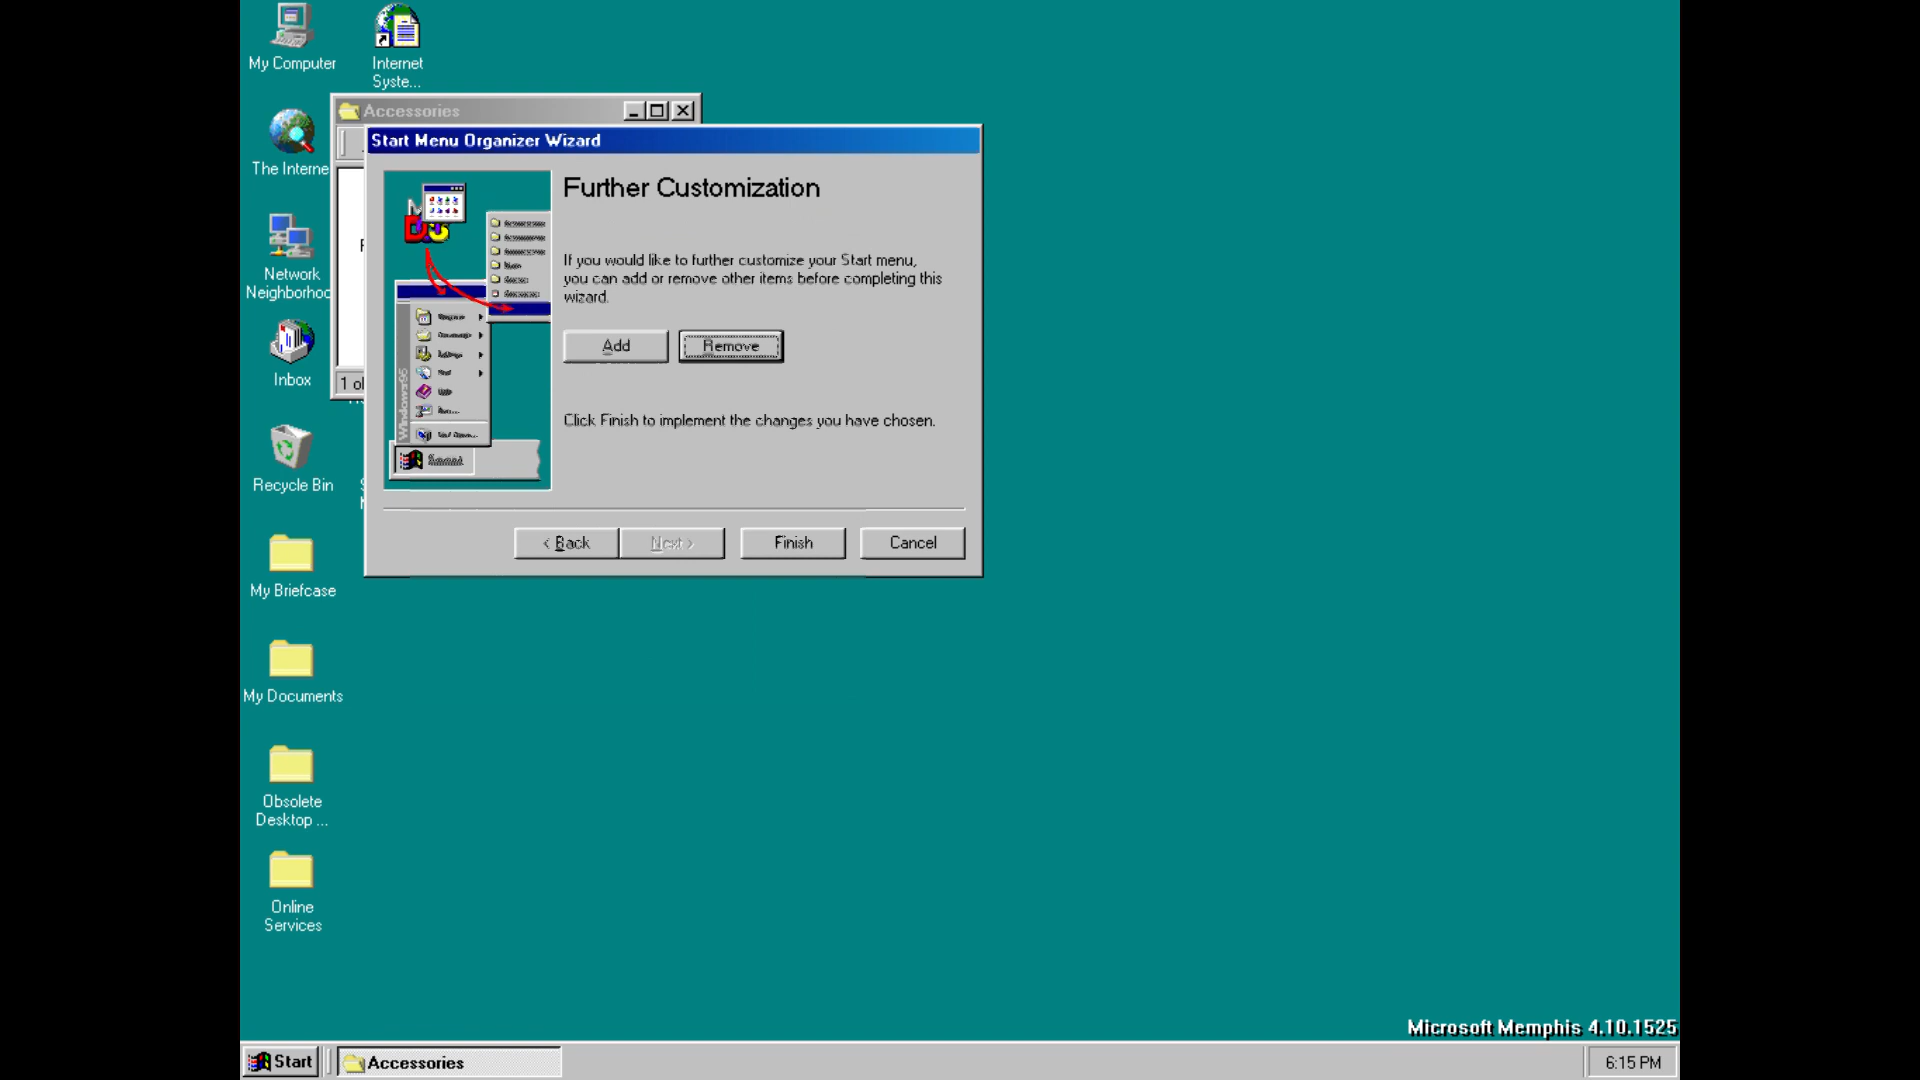 My Computer
Internet
Syste...
The Interne
Network
Neighborhoo
Inbox
Recycle Bin
My Briefcase
My Documents
Obsolete
Desktop ...
Online
Services
Accessories
1 of
Start Menu Organizer Wizard
Further Customization
If you would like to further customize your Start menu,
you can add or remove other items before completing this
wizard.
Add
Remove
Click Finish to implement the changes you have chosen.
Windows95
< Back
Next >
Finish
Cancel
Microsoft Memphis 4.10.1525
Start
Accessories
6:15 PM